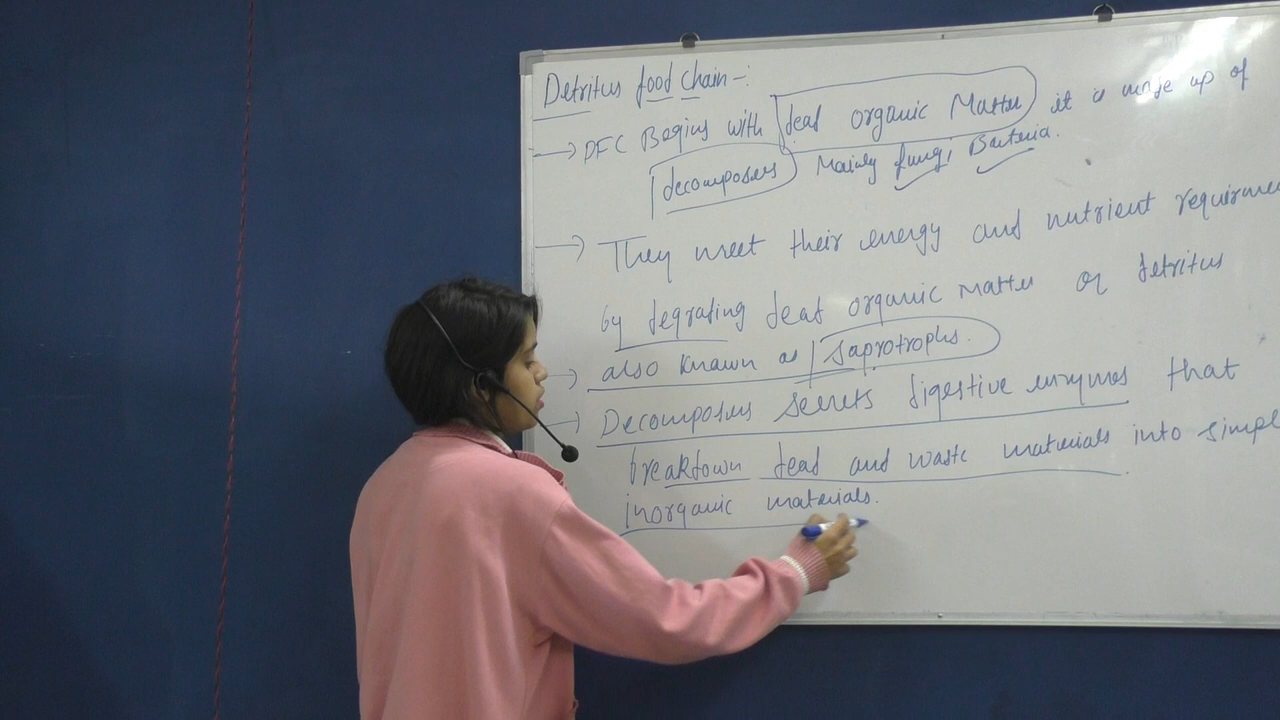 Detritus food chain -:
→ DFC Begins with dead organic Matter it is made up of
decomposers Mainly fungi, Bacteria.
→ They meet their energy and nutrient requirme
by degrading dead organic matter or detritus
→ also known as saprotrophs.
→ Decomposers secrets digestive enzymes that
breakdown dead and waste materials into simple
inorganic materials.